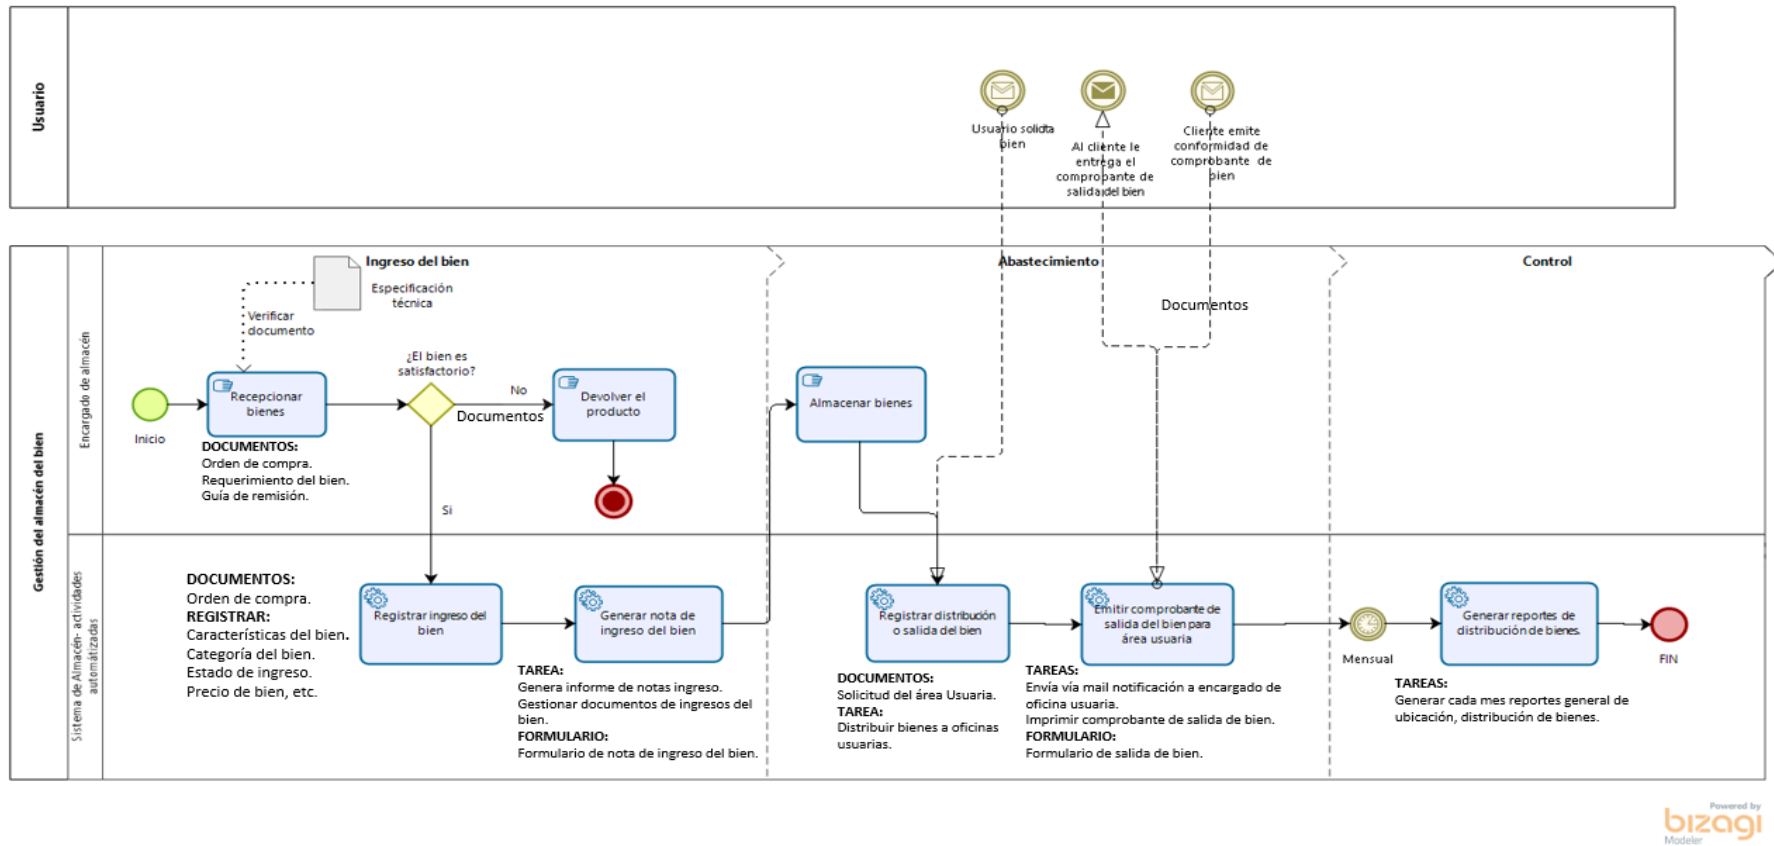 Usuario
Usuario solicita
bien
Al cliente le
entrega el
comprobante de
salida del bien
Cliente emite
conformidad de
comprobante de
bien
Gestión del almacén del bien
Encargado de almacén
Ingreso del bien
Abastecimiento
Control
Especificación
técnica
Verificar
documento
Documentos
¿El bien es
satisfactorio?
Inicio
Recepcionar
bienes
No
Documentos
Devolver el
producto
Almacenar bienes
DOCUMENTOS:
Orden de compra.
Requerimiento del bien.
Guía de remisión.
Si
Sistema de Almacén- actividades
automátizadas
DOCUMENTOS:
Orden de compra.
REGISTRAR:
Características del bien.
Categoría del bien.
Estado de ingreso.
Precio de bien, etc.
Registrar ingreso del
bien
Generar nota de
ingreso del bien
TAREA:
Genera informe de notas ingreso.
Gestionar documentos de ingresos del
bien.
FORMULARIO:
Formulario de nota de ingreso del bien.
Registrar distribución
o salida del bien
DOCUMENTOS:
Solicitud del área Usuaria.
TAREA:
Distribuir bienes a oficinas
usuarias.
Emitir comprobante de
salida del bien para
área usuaria
TAREAS:
Envía vía mail notificación a encargado de
oficina usuaria.
Imprimir comprobante de salida de bien.
FORMULARIO:
Formulario de salida de bien.
Mensual
Generar reportes de
distribución de bienes.
FIN
TAREAS:
Generar cada mes reportes general de
ubicación, distribución de bienes.
Powered by
bizagi
Modeler